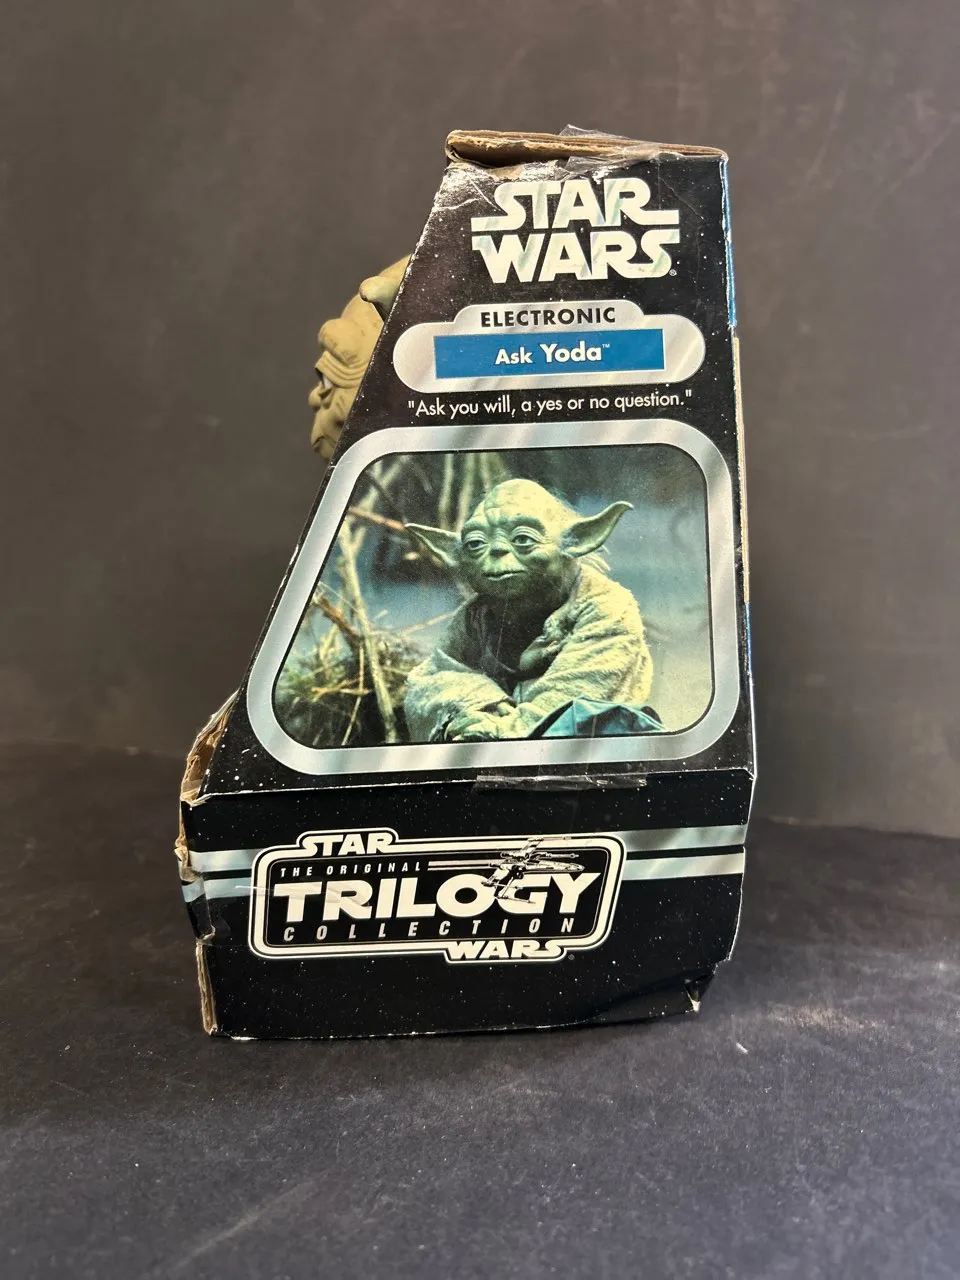 STAR
WARS®
ELECTRONIC
Ask Yoda™
"Ask you will, a yes or no question."
STAR
THE ORIGINAL
TRILOGY
COLLECTION
WARS®